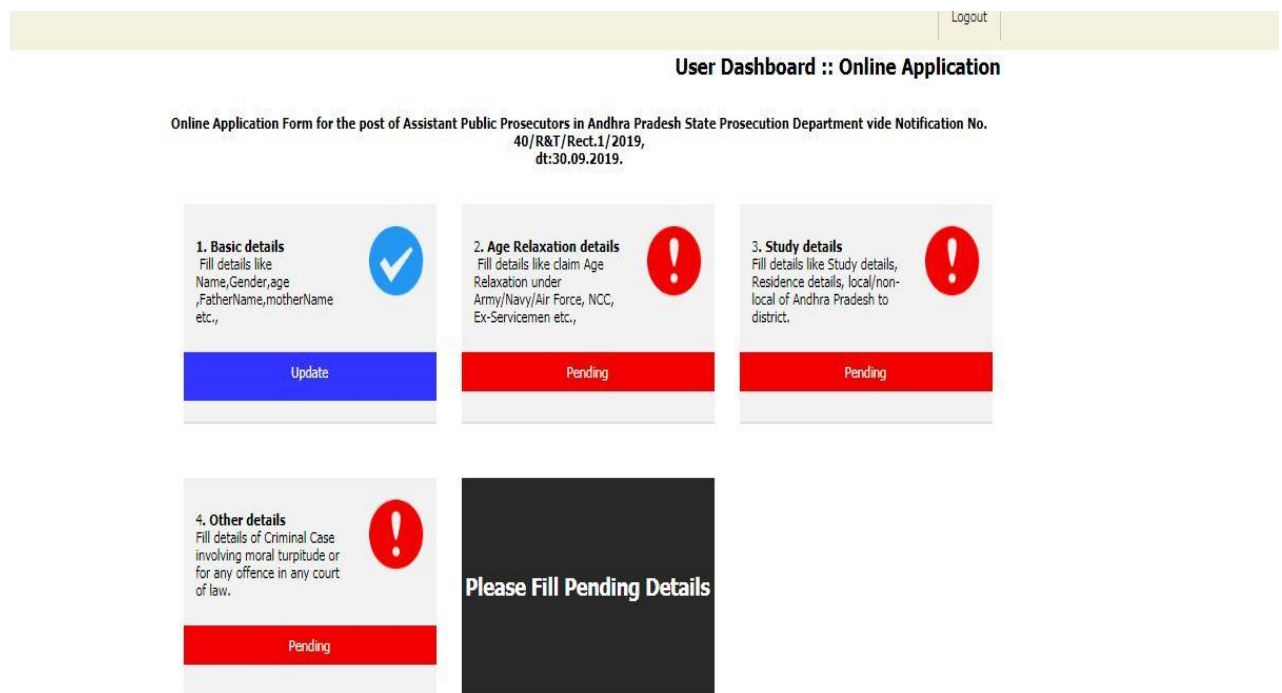 Logout
User Dashboard :: Online Application
Online Application Form for the post of Assistant Public Prosecutors in Andhra Pradesh State Prosecution Department vide Notification No.
40/R&T/Rect.1/2019,
dt:30.09.2019.
1. Basic details
Fill details like
Name,Gender,age
,FatherName,motherName
etc.,
Update
2. Age Relaxation details
Fill details like claim Age
Relaxation under
Army/Navy/Air Force, NCC,
Ex-Servicemen etc.,
Pending
3. Study details
Fill details like Study details,
Residence details, local/non-
local of Andhra Pradesh to
district.
Pending
4. Other details
Fill details of Criminal Case
involving moral turpitude or
for any offence in any court
of law.
Pending
Please Fill Pending Details